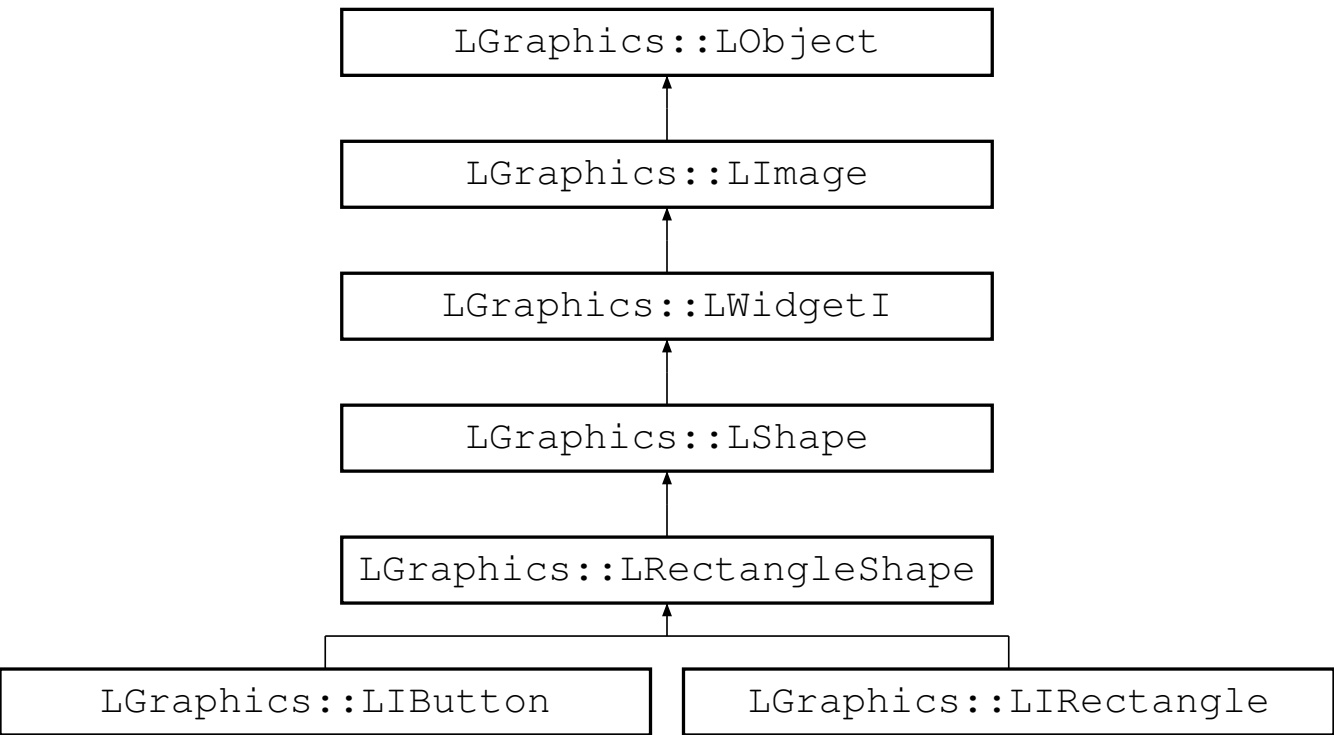 LGraphics::LObject
LGraphics::LImage
LGraphics::LWidgetI
LGraphics::LShape
LGraphics::LRectangleShape
LGraphics::LIButton
LGraphics::LIRectangle